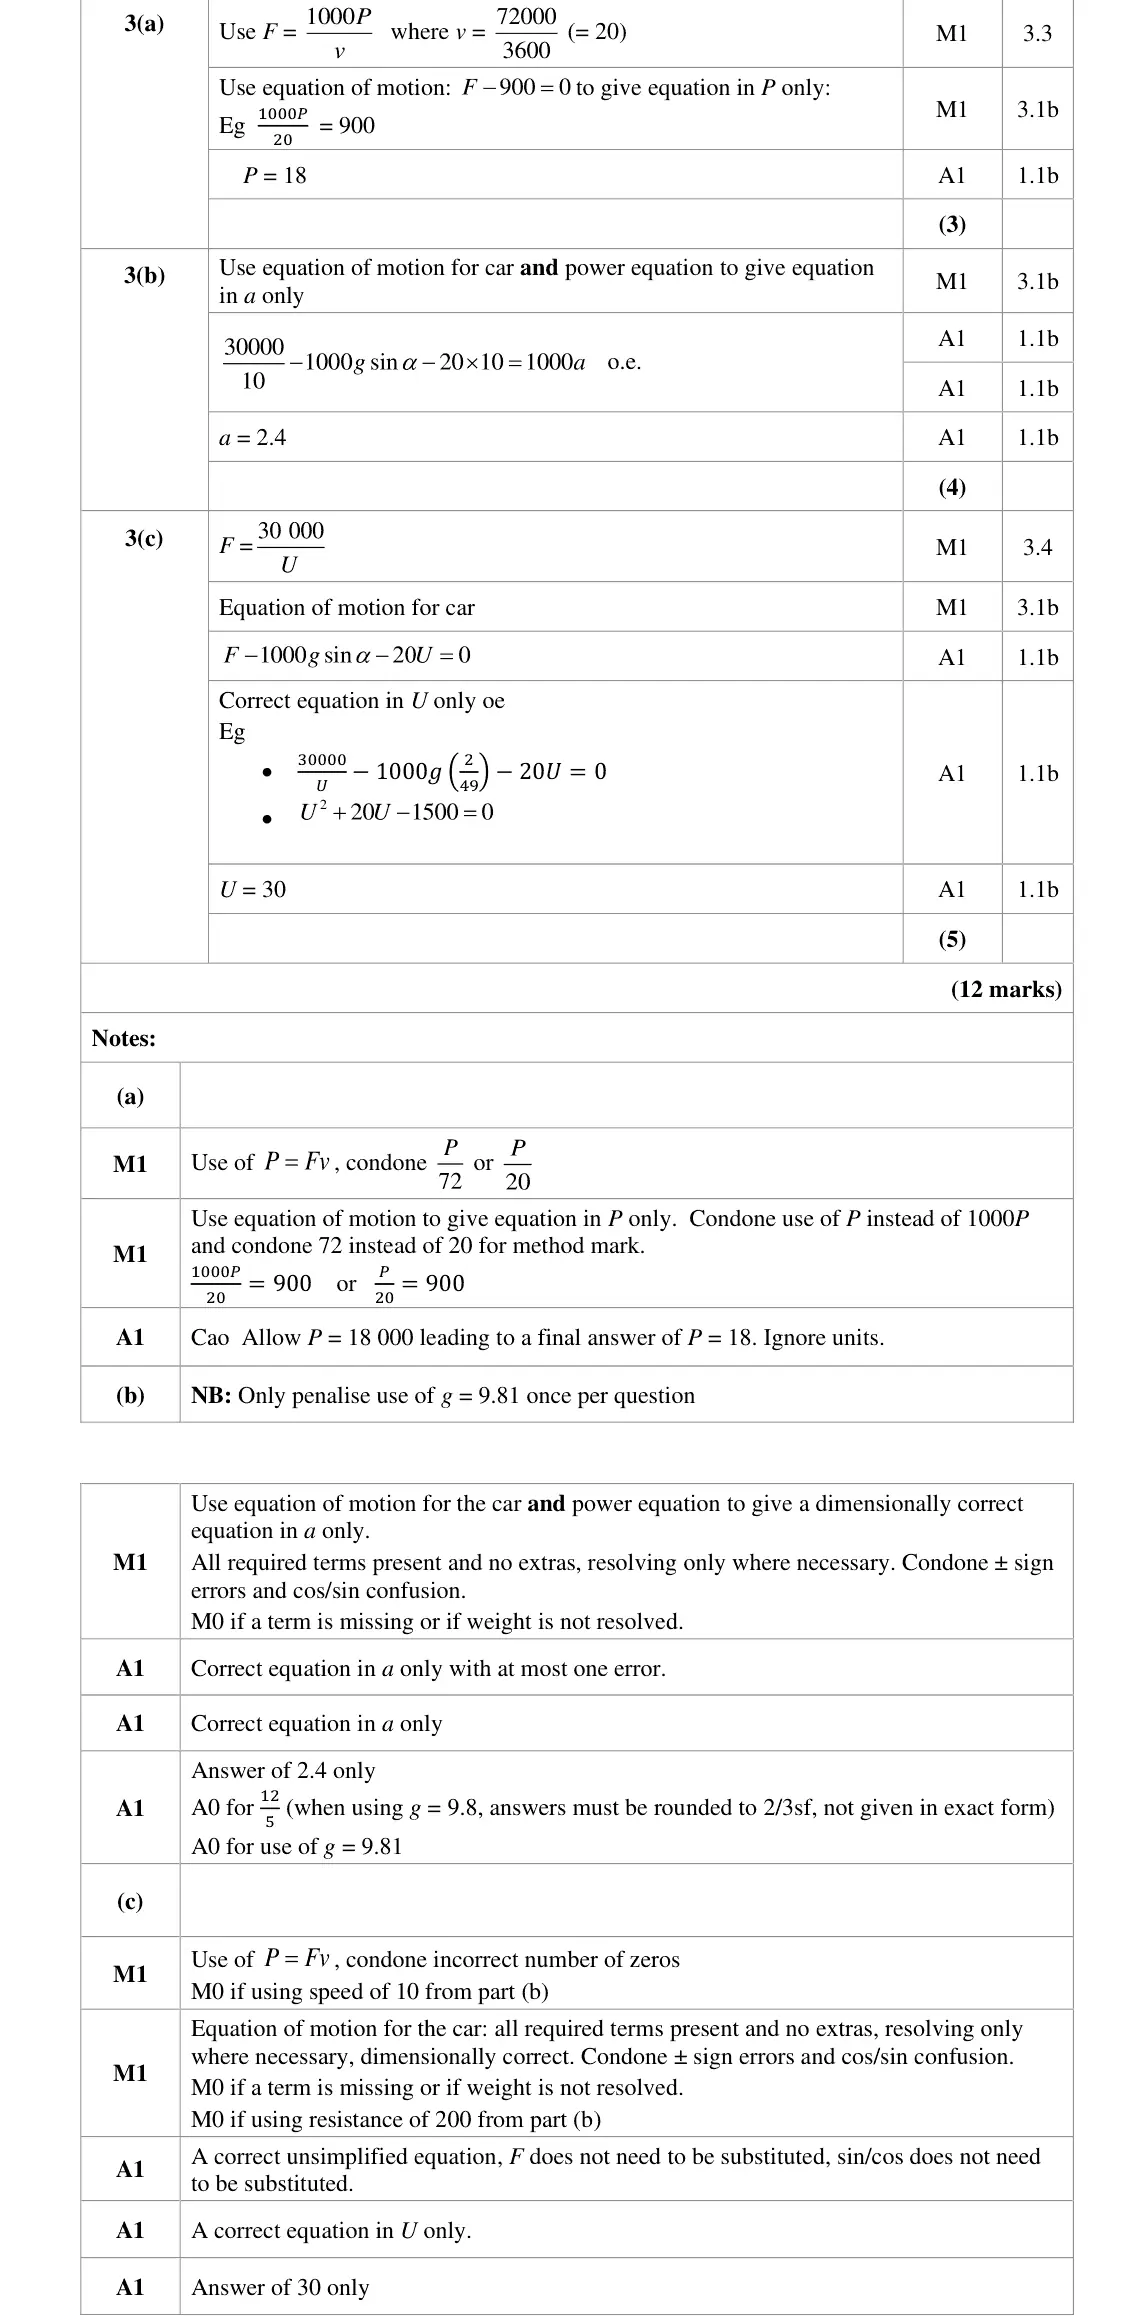 3(a) Use F = 1000P/v where v = 72000/3600 (= 20) M1 3.3
Use equation of motion: F − 900 = 0 to give equation in P only:
Eg 1000P/20 = 900 M1 3.1b
P = 18 A1 1.1b
(3)
3(b) Use equation of motion for car and power equation to give equation
in a only M1 3.1b
30000/10 − 1000g sin α − 20×10 = 1000a o.e. A1 1.1b
A1 1.1b
a = 2.4 A1 1.1b
(4)
3(c) F = 30 000/U M1 3.4
Equation of motion for car M1 3.1b
F − 1000g sin α − 20U = 0 A1 1.1b
Correct equation in U only oe
Eg
• 30000/U − 1000g (2/49) − 20U = 0 A1 1.1b
• U² + 20U − 1500 = 0
U = 30 A1 1.1b
(5)
(12 marks)
Notes:
(a)
M1 Use of P = Fv, condone P/72 or P/20
M1 Use equation of motion to give equation in P only. Condone use of P instead of 1000P
and condone 72 instead of 20 for method mark.
1000P/20 = 900 or P/20 = 900
A1 Cao Allow P = 18 000 leading to a final answer of P = 18. Ignore units.
(b) NB: Only penalise use of g = 9.81 once per question
M1 Use equation of motion for the car and power equation to give a dimensionally correct
equation in a only.
All required terms present and no extras, resolving only where necessary. Condone ± sign
errors and cos/sin confusion.
M0 if a term is missing or if weight is not resolved.
A1 Correct equation in a only with at most one error.
A1 Correct equation in a only
A1 Answer of 2.4 only
A0 for 12/5 (when using g = 9.8, answers must be rounded to 2/3sf, not given in exact form)
A0 for use of g = 9.81
(c)
M1 Use of P = Fv, condone incorrect number of zeros
M0 if using speed of 10 from part (b)
M1 Equation of motion for the car: all required terms present and no extras, resolving only
where necessary, dimensionally correct. Condone ± sign errors and cos/sin confusion.
M0 if a term is missing or if weight is not resolved.
M0 if using resistance of 200 from part (b)
A1 A correct unsimplified equation, F does not need to be substituted, sin/cos does not need
to be substituted.
A1 A correct equation in U only.
A1 Answer of 30 only